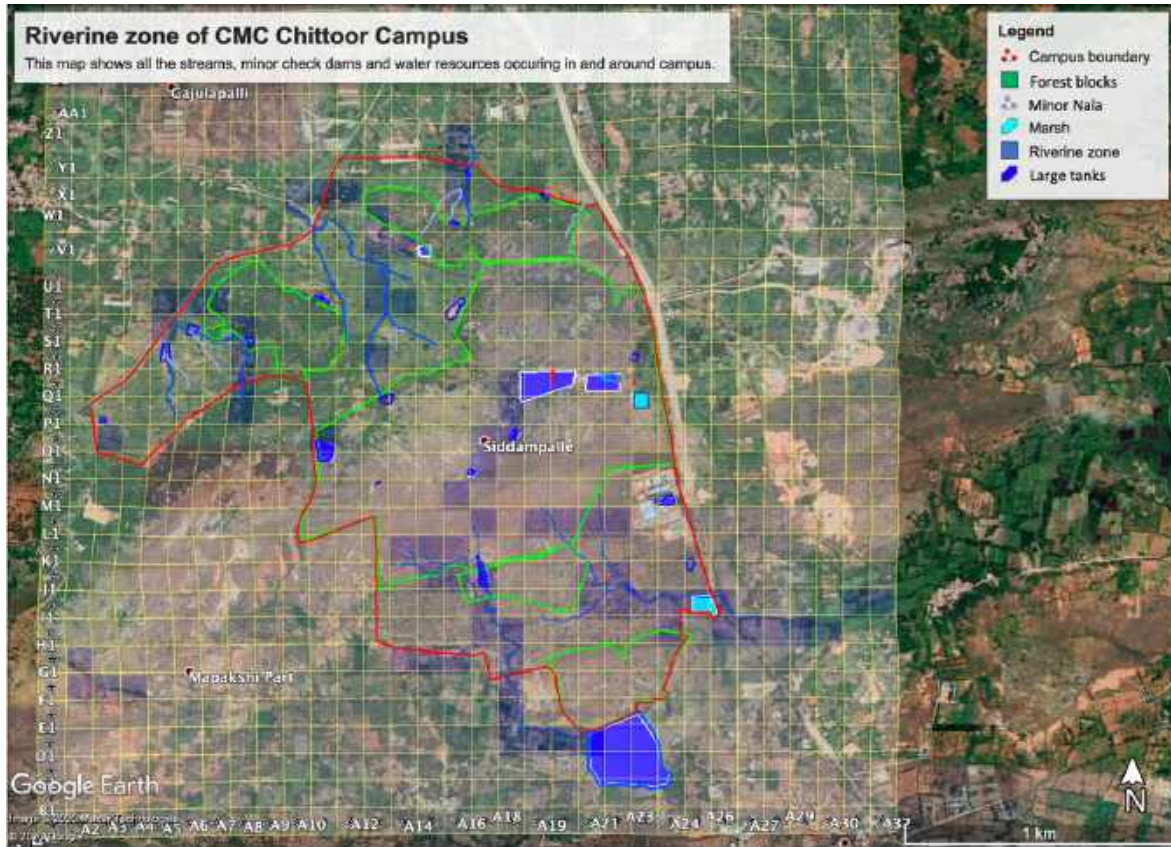 Riverine zone of CMC Chittoor Campus
This map shows all the streams, minor check dams and water resources occuring in and around campus.
Legend
Campus boundary
Forest blocks
Minor Nala
Marsh
Riverine zone
Large tanks
Gajulapalli
AA1
Z1
Y1
X1
W1
V1
U1
T1
S1
R1
Q1
P1
O1
N1
M1
L1
K1
H1
G1
E1
D1
B1
Siddampalle
Mapakshi Part
Google Earth
A2 A3 A4 A5 A6 A7 A8 A9 A10 A12 A14 A16 A18 A19 A21 A23 A24 A26 A27 A29 A30 A32
1 km
N